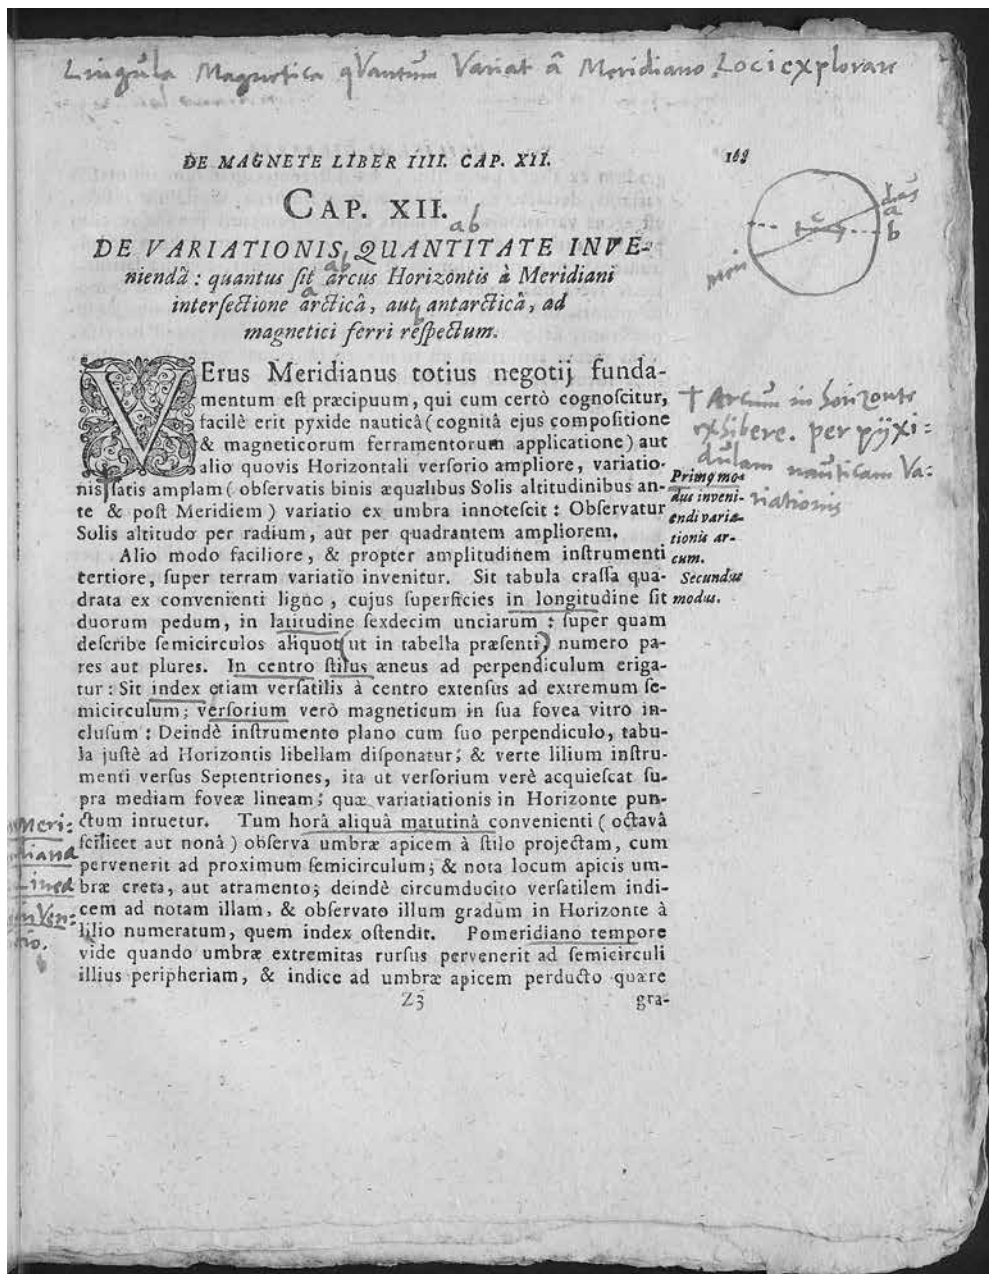 Lingula Magnetica qVantum Variat â Meridiano Loci explorare
DE MAGNETE LIBER IIII. CAP. XII.
169
CAP. XII.
ab
DE VARIATIONIS QUANTITATE INVE-
niendâ: quantus ſit arcus Horizontis à Meridiani
interſectione arcticâ, aut antarcticâ, ad
magnetici ferri reſpectum.
ab
a
b
c
a
b
VErus Meridianus totius negotij funda-
mentum eſt præcipuum, qui cum certò cognoſcitur,
facilè erit pyxide nauticâ (cognitâ ejus compoſitione
& magneticorum ferramentorum applicatione) aut
alio quovis Horizontali verſorio ampliore, variatio-
nis † ſatis amplam (obſervatis binis æqualibus Solis altitudinibus an-
te & poſt Meridiem) variatio ex umbra innoteſcit: Obſervatur
Solis altitudo per radium, aut per quadrantem ampliorem.
Alio modo faciliore, & propter amplitudinem inſtrumenti
tertiore, ſuper terram variatio invenitur. Sit tabula craſſa qua-
drata ex convenienti ligno, cujus ſuperficies in longitudine ſit
duorum pedum, in latitudine ſexdecim unciarum: ſuper quam
deſcribe ſemicirculos aliquot (ut in tabella præſenti) numero pa-
res aut plures. In centro ſtilus æneus ad perpendiculum eriga-
tur: Sit index etiam verſatilis à centro extenſus ad extremum ſe-
micirculum; verſorium verò magneticum in ſua fovea vitro in-
cluſum: Deindè inſtrumento plano cum ſuo perpendiculo, tabu-
la juſtè ad Horizontis libellam diſponatur; & verte lilium inſtru-
menti verſus Septentriones, ita ut verſorium verè acquieſcat ſu-
pra mediam foveæ lineam; quæ variatiationis in Horizonte pun-
ctum intuetur. Tum horâ aliquâ matutinâ convenienti (octavâ
ſcilicet aut nonâ) obſerva umbræ apicem à ſtilo projectam, cum
pervenerit ad proximum ſemicirculum; & nota locum apicis um-
bræ creta, aut atramento; deindè circumducito verſatilem indi-
cem ad notam illam, & obſervato illum gradum in Horizonte à
lilio numeratum, quem index oſtendit. Pomeridiano tempore
vide quando umbræ extremitas rurſus pervenerit ad ſemicirculi
illius peripheriam, & indice ad umbræ apicem perducto quære
Z3
gra-
† Arcum in horizonte
exhibere. per pyxi:
dulam nauticam Va:
riationis
Primꝰ mo-
dus inveni-
endi varia-
tionis ar-
cum.
Secundus
modus.
Meri:
diana
Linea
inVen:
tio.